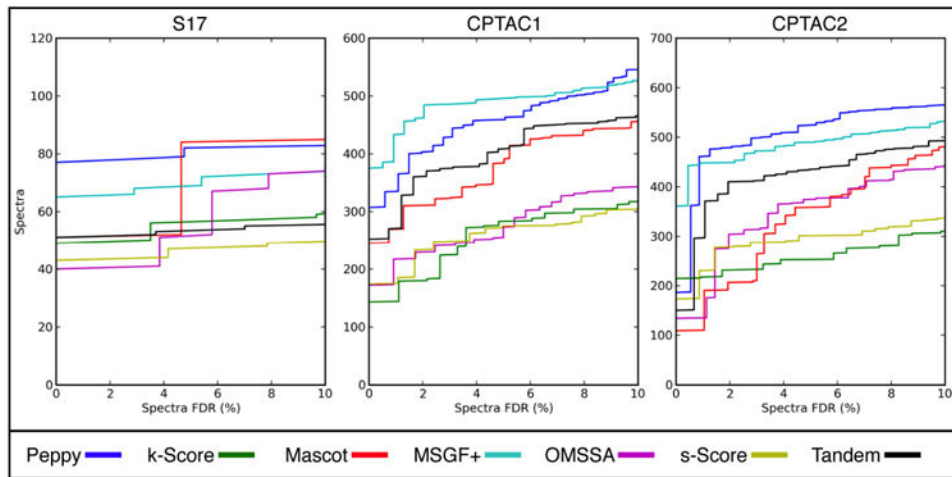 S17 CPTAC1 CPTAC2
120 600 700
100 500 600
80 400 500
60 300 400
40 200 300
20 100 200
0 0 100
0
Spectra
0 2 4 6 8 10 0 2 4 6 8 10 0 2 4 6 8 10
Spectra FDR (%) Spectra FDR (%) Spectra FDR (%)
Peppy k-Score Mascot MSGF+ OMSSA s-Score Tandem